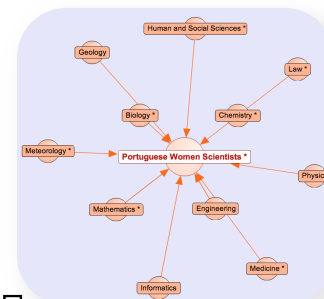 Human and Social Sciences *
Geology
Law *
Biology *
Chemistry *
Meteorology *
Portuguese Women Scientists *
Physic
Mathematics *
Engineering
Medicine *
Informatics